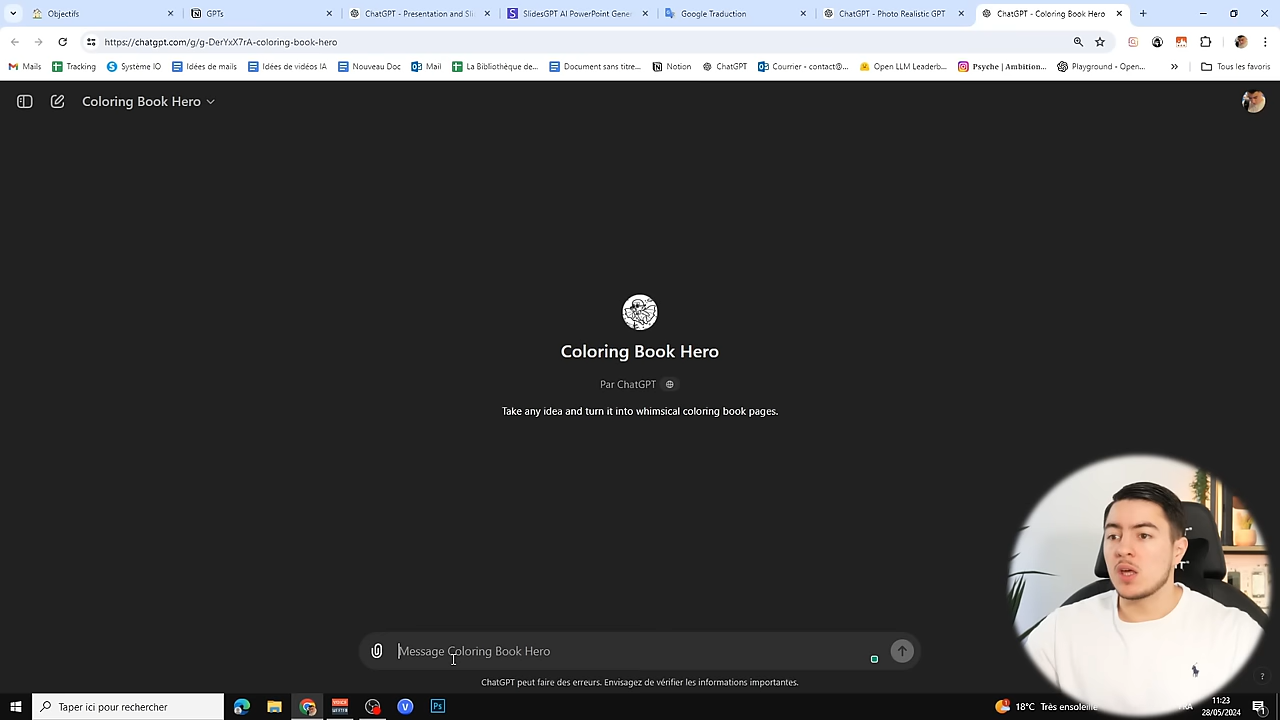 Objectifs
GPTs
ChatGPT - Presentation and Sli
SlidesGPT AI PowerPoint Gene
Google Traduction
ChatGPT - Photo Realistic GPT
ChatGPT - Coloring Book Hero
https://chatgpt.com/g/g-DerYxX7rA-coloring-book-hero
Mails
Tracking
Système IO
Idées de mails
Idées de vidéos IA
Nouveau Doc
Mail
La Bibliothèque de...
Document sans titre...
Notion
ChatGPT
Courrier - contact@...
Open LLM Leaderb...
Psyche | Ambition...
Playground - Open...
Tous les favoris
Coloring Book Hero
Coloring Book Hero
Par ChatGPT
Take any idea and turn it into whimsical coloring book pages.
Message Coloring Book Hero
ChatGPT peut faire des erreurs. Envisagez de vérifier les informations importantes.
?
Taper ici pour rechercher
VOICE
V
Ps
18°C Très ensoleillé
11:23
28/05/2024